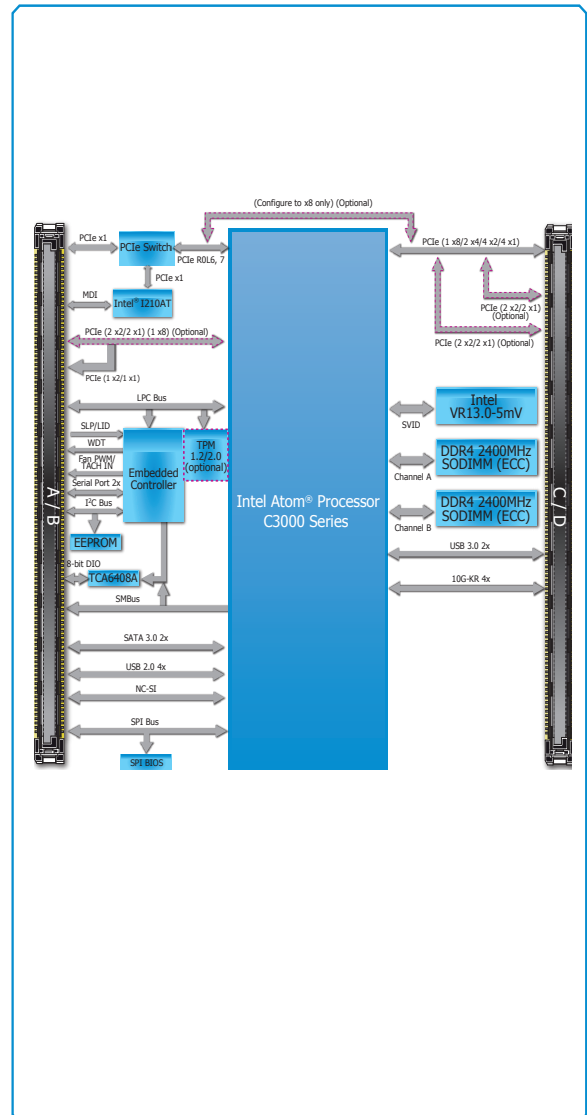 (Configure to x8 only) (Optional)
PCIe x1
PCIe Switch
PCIe R0L6, 7
PCIe (1 x8/2 x4/4 x2/4 x1)
PCIe x1
MDI
Intel® I210AT
PCIe (2 x2/2 x1)
(Optional)
PCIe (2 x2/2 x1) (1 x8) (Optional)
PCIe (2 x2/2 x1) (Optional)
PCIe (1 x2/1 x1)
LPC Bus
Intel
VR13.0-5mV
SVID
SLP/LID
WDT
Fan PWM/
TACH IN
Serial Port 2x
I²C Bus
Embedded
Controller
TPM
1.2/2.0
(optional)
EEPROM
8-bit DIO
TCA6408A
SMBus
A / B
Intel Atom® Processor
C3000 Series
DDR4 2400MHz
SODIMM (ECC)
Channel A
DDR4 2400MHz
SODIMM (ECC)
Channel B
USB 3.0 2x
10G-KR 4x
C / D
SATA 3.0 2x
USB 2.0 4x
NC-SI
SPI Bus
SPI BIOS